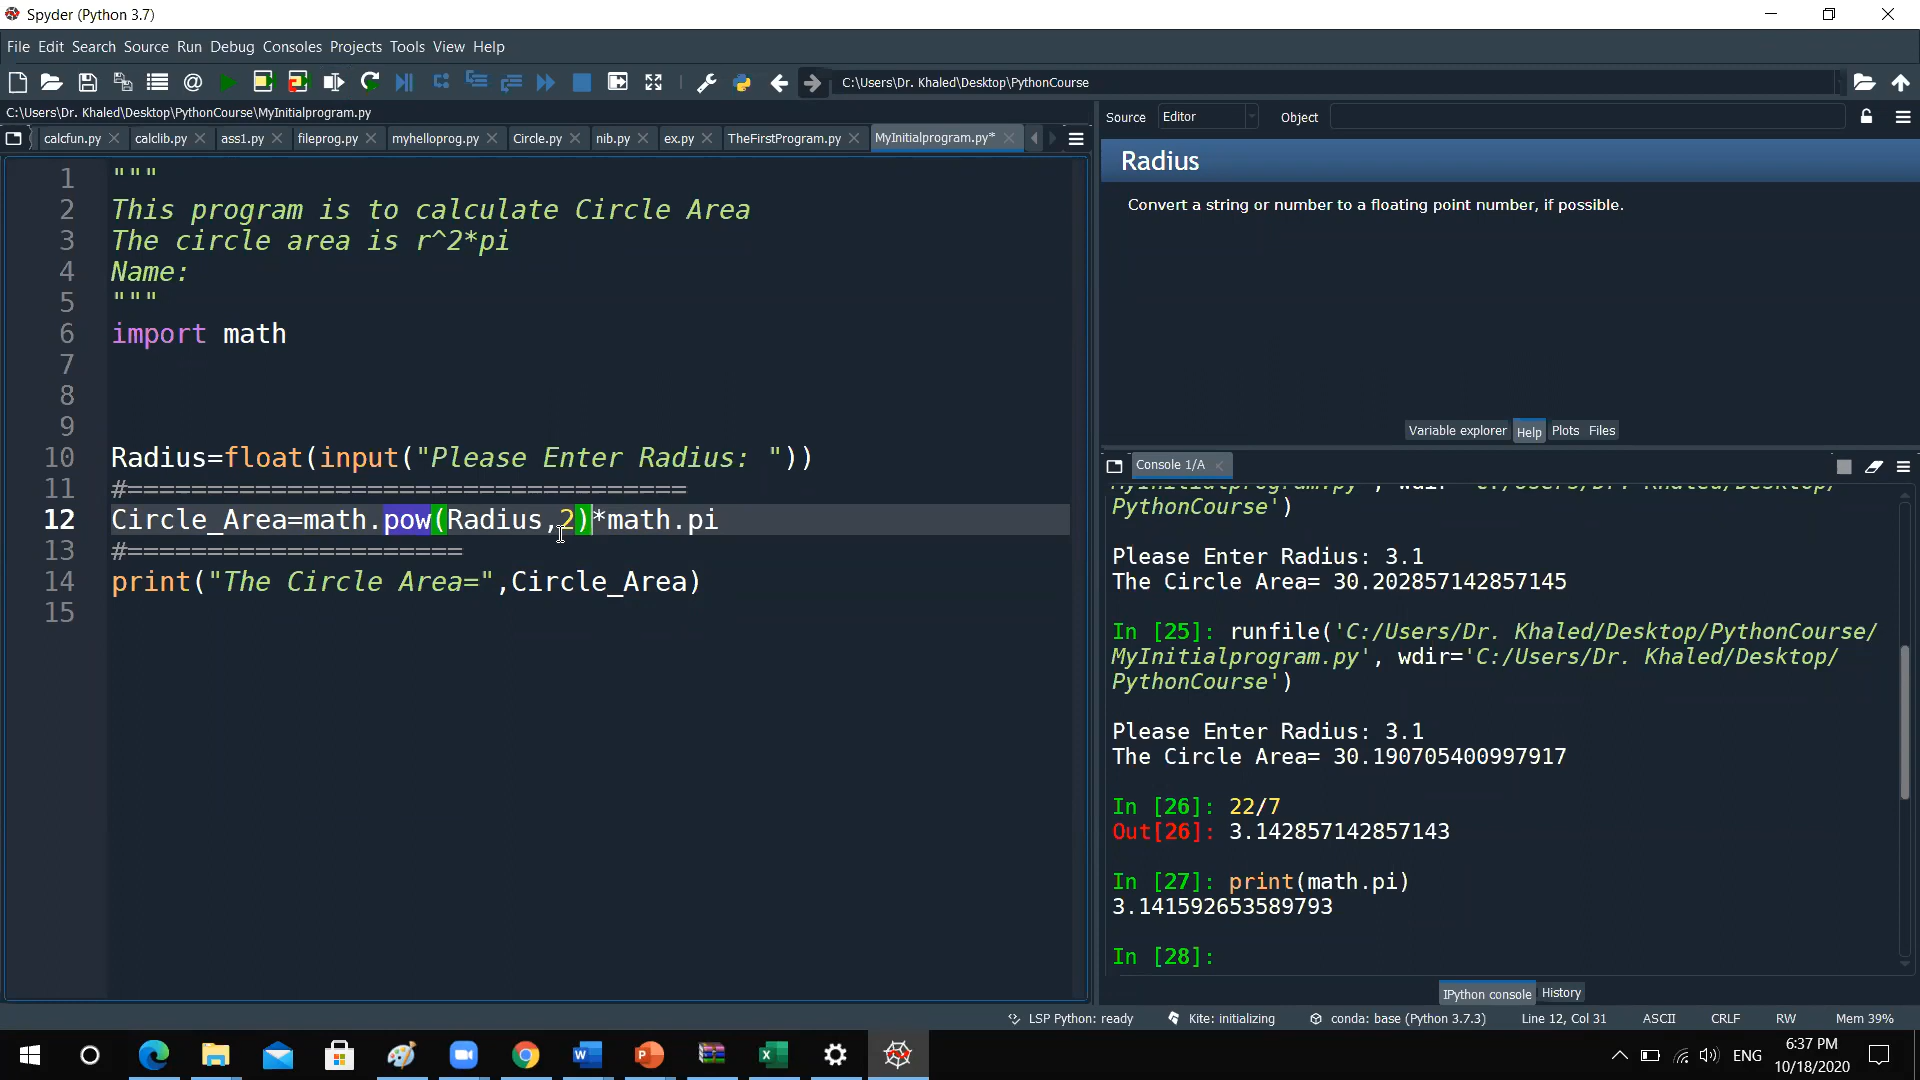 Spyder (Python 3.7)
File Edit Search Source Run Debug Consoles Projects Tools View Help
C:\Users\Dr. Khaled\Desktop\PythonCourse
C:\Users\Dr. Khaled\Desktop\PythonCourse\MyInitialprogram.py
calcfun.py calclib.py ass1.py fileprog.py myhelloprog.py Circle.py nib.py ex.py TheFirstProgram.py MyInitialprogram.py*
1 """
2 This program is to calculate Circle Area
3 The circle area is r^2*pi
4 Name:
5 """
6 import math
7
8
9
10 Radius=float(input("Please Enter Radius: "))
11 #===================================
12 Circle_Area=math.pow(Radius,2)*math.pi
13 #=====================
14 print("The Circle Area=",Circle_Area)
15
Source Editor Object
Radius
Convert a string or number to a floating point number, if possible.
Variable explorer Help Plots Files
Console 1/A
MyInitialprogram.py', wdir='C:/Users/Dr. Khaled/Desktop/
PythonCourse')
Please Enter Radius: 3.1
The Circle Area= 30.202857142857145
In [25]: runfile('C:/Users/Dr. Khaled/Desktop/PythonCourse/
MyInitialprogram.py', wdir='C:/Users/Dr. Khaled/Desktop/
PythonCourse')
Please Enter Radius: 3.1
The Circle Area= 30.190705400997917
In [26]: 22/7
Out[26]: 3.142857142857143
In [27]: print(math.pi)
3.141592653589793
In [28]:
IPython console History
LSP Python: ready Kite: initializing conda: base (Python 3.7.3) Line 12, Col 31 ASCII CRLF RW Mem 39%
ENG
6:37 PM
10/18/2020